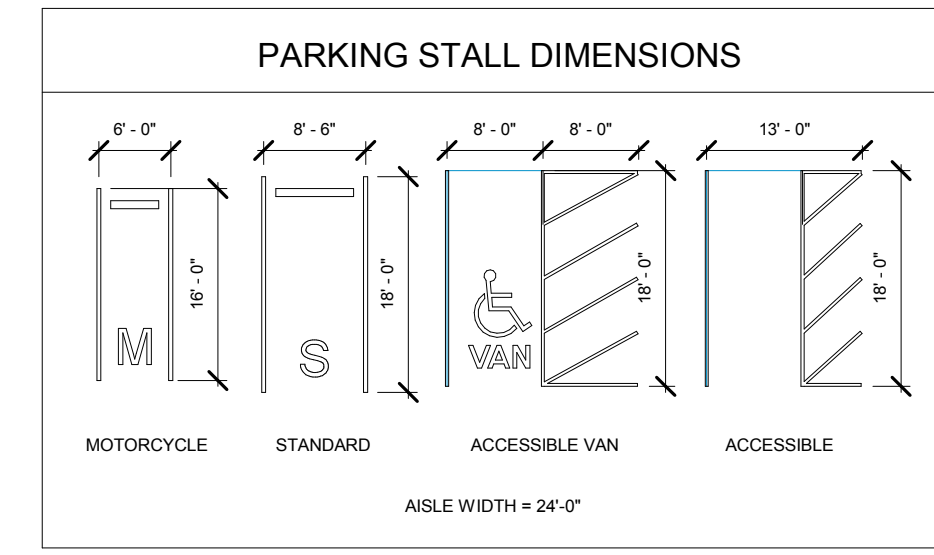 PARKING STALL DIMENSIONS
6' - 0"
8' - 6"
8' - 0"
8' - 0"
13' - 0"
16' - 0"
18' - 0"
18' - 0"
18' - 0"
M
S
VAN
MOTORCYCLE
STANDARD
ACCESSIBLE VAN
ACCESSIBLE
AISLE WIDTH = 24'-0"